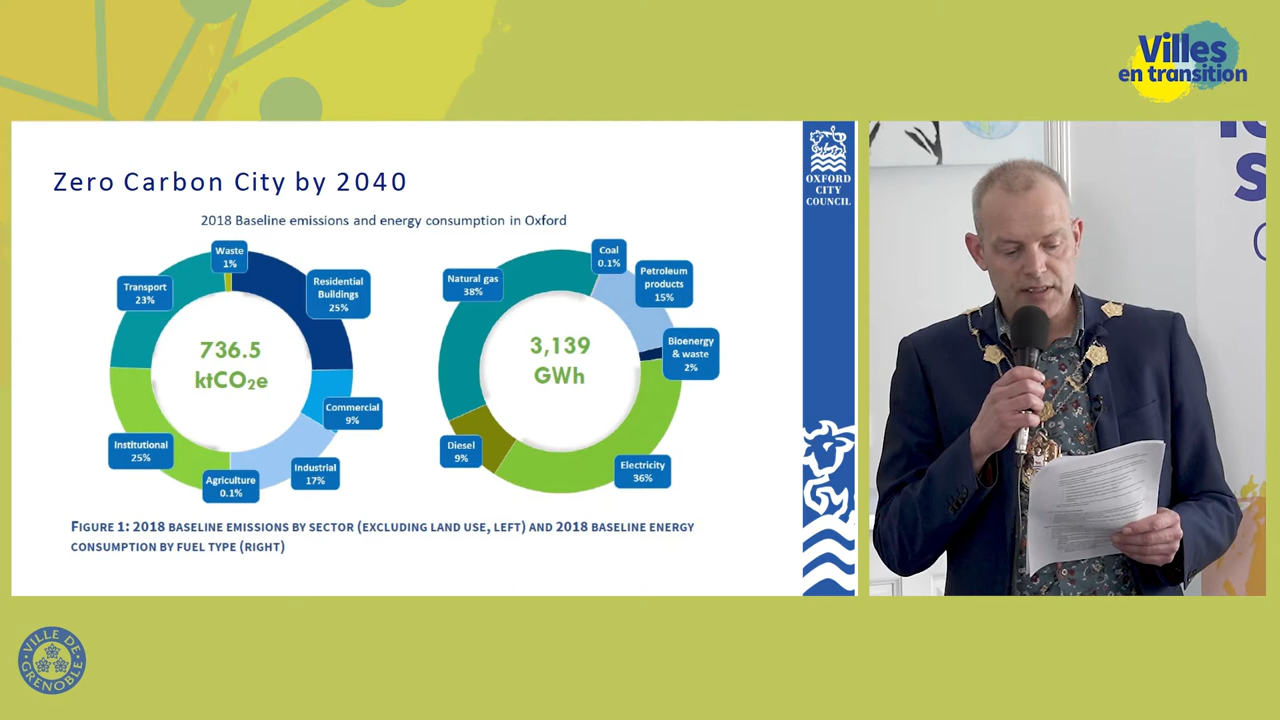 Villes
en transition
Zero Carbon City by 2040
OXFORD
CITY
COUNCIL
2018 Baseline emissions and energy consumption in Oxford
Waste
1%
Transport
23%
Residential
Buildings
25%
736.5
ktCO₂e
Commercial
9%
Institutional
25%
Agriculture
0.1%
Industrial
17%
Coal
0.1%
Natural gas
38%
Petroleum
products
15%
3,139
GWh
Bioenergy
& waste
2%
Diesel
9%
Electricity
36%
FIGURE 1: 2018 BASELINE EMISSIONS BY SECTOR (EXCLUDING LAND USE, LEFT) AND 2018 BASELINE ENERGY
CONSUMPTION BY FUEL TYPE (RIGHT)
VILLE DE
GRENOBLE